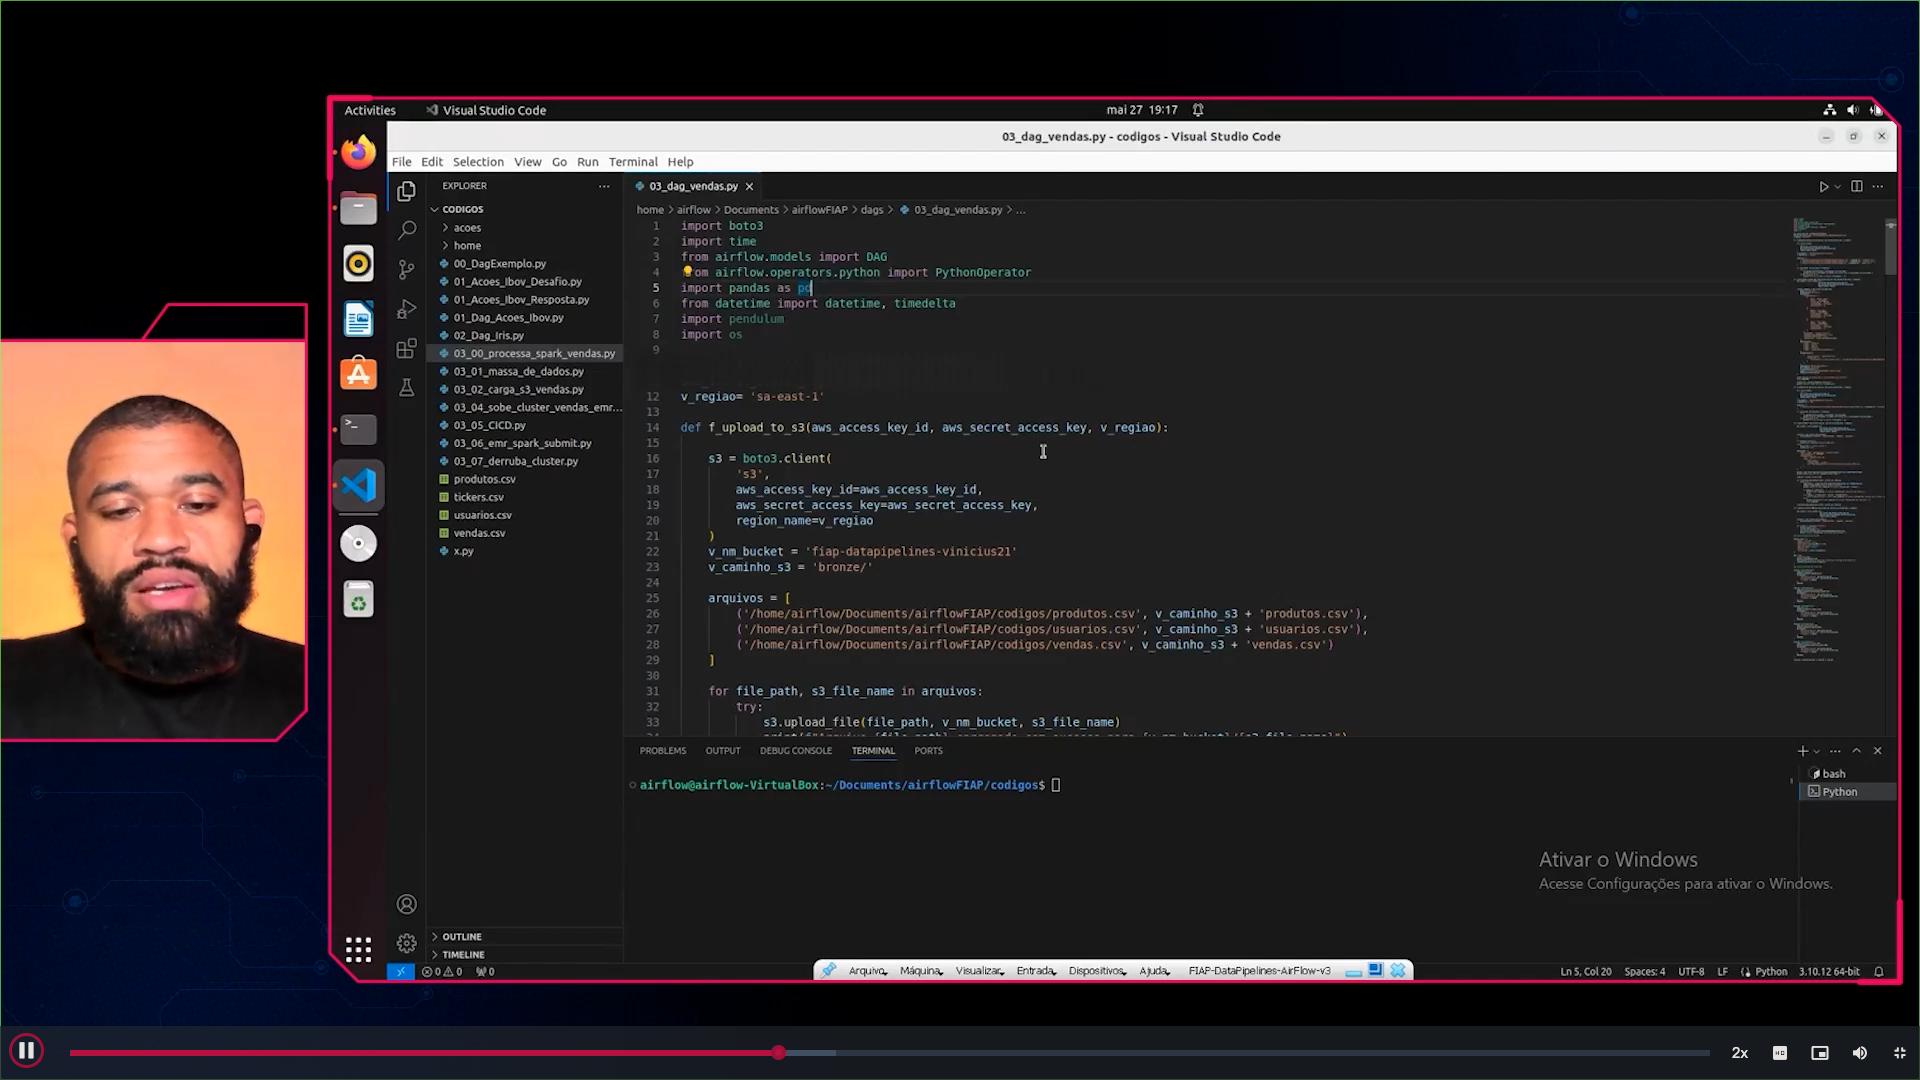 Activities
Visual Studio Code
mai 27 19:17
03_dag_vendas.py - codigos - Visual Studio Code
File Edit Selection View Go Run Terminal Help
EXPLORER
CODIGOS
acoes
home
00_DagExemplo.py
01_Acoes_Ibov_Desafio.py
01_Acoes_Ibov_Resposta.py
01_Dag_Acoes_Ibov.py
02_Dag_Iris.py
03_00_processa_spark_vendas.py
03_01_massa_de_dados.py
03_02_carga_s3_vendas.py
03_04_sobe_cluster_vendas_emr...
03_05_CICD.py
03_06_emr_spark_submit.py
03_07_derruba_cluster.py
produtos.csv
tickers.csv
usuarios.csv
vendas.csv
x.py
OUTLINE
TIMELINE
03_dag_vendas.py
home > airflow > Documents > airflowFIAP > dags > 03_dag_vendas.py > ...
1 import boto3
2 import time
3 from airflow.models import DAG
4 om airflow.operators.python import PythonOperator
5 import pandas as pd
6 from datetime import datetime, timedelta
7 import pendulum
8 import os
9
12 v_regiao= 'sa-east-1'
13
14 def f_upload_to_s3(aws_access_key_id, aws_secret_access_key, v_regiao):
15
16 s3 = boto3.client(
17 's3',
18 aws_access_key_id=aws_access_key_id,
19 aws_secret_access_key=aws_secret_access_key,
20 region_name=v_regiao
21 )
22 v_nm_bucket = 'fiap-datapipelines-vinicius21'
23 v_caminho_s3 = 'bronze/'
24
25 arquivos = [
26 ('/home/airflow/Documents/airflowFIAP/codigos/produtos.csv', v_caminho_s3 + 'produtos.csv'),
27 ('/home/airflow/Documents/airflowFIAP/codigos/usuarios.csv', v_caminho_s3 + 'usuarios.csv'),
28 ('/home/airflow/Documents/airflowFIAP/codigos/vendas.csv', v_caminho_s3 + 'vendas.csv')
29 ]
30
31 for file_path, s3_file_name in arquivos:
32 try:
33 s3.upload_file(file_path, v_nm_bucket, s3_file_name)
PROBLEMS OUTPUT DEBUG CONSOLE TERMINAL PORTS
airflow@airflow-VirtualBox:~/Documents/airflowFIAP/codigos$
bash
Python
Ativar o Windows
Acesse Configurações para ativar o Windows.
0 0 0
Ln 5, Col 20 Spaces: 4 UTF-8 LF Python 3.10.12 64-bit
Arquivo Máquina Visualizar Entrada Dispositivos Ajuda FIAP-DataPipelines-AirFlow-v3
2x